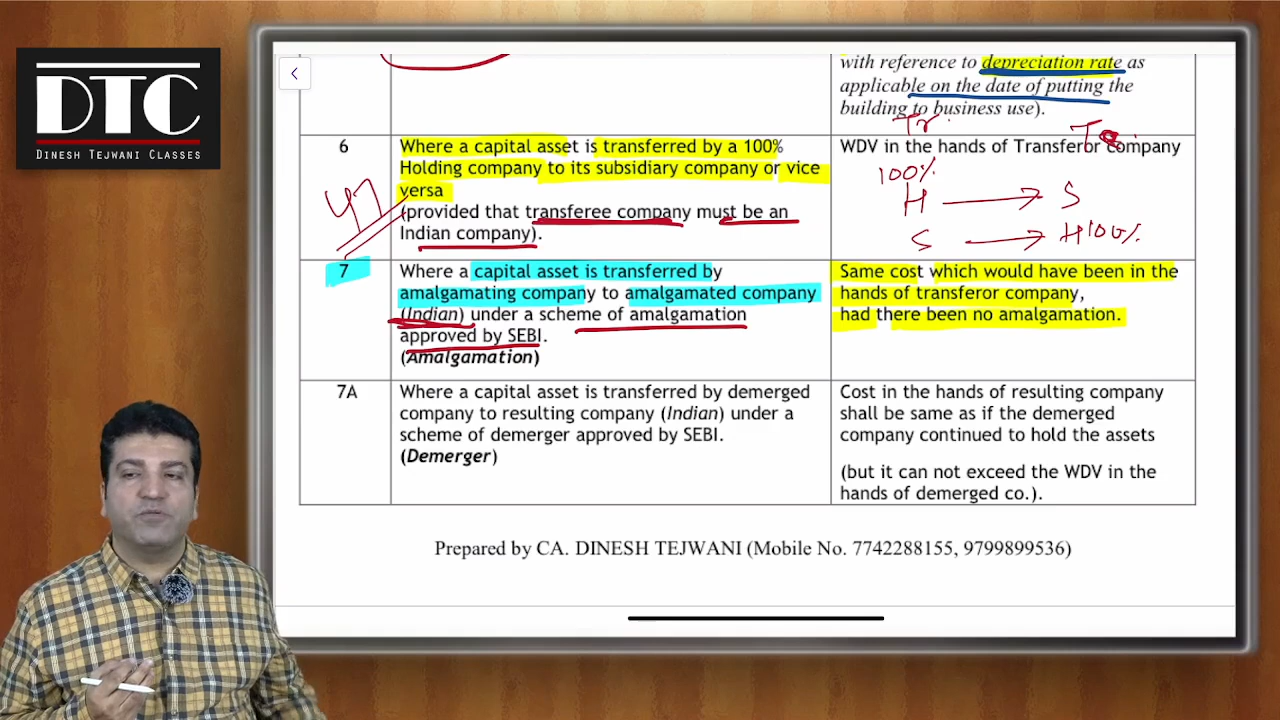 DTC
DINESH TEJWANI CLASSES
with reference to depreciation rate as
applicable on the date of putting the
building to business use).
Tr.
6
Where a capital asset is transferred by a 100%
Holding company to its subsidiary company or vice
versa
(provided that transferee company must be an
Indian company).
47
WDV in the hands of Transferor company
100%
H → S
S → H 100%
7
Where a capital asset is transferred by
amalgamating company to amalgamated company
(Indian) under a scheme of amalgamation
approved by SEBI.
(Amalgamation)
Same cost which would have been in the
hands of transferor company,
had there been no amalgamation.
7A
Where a capital asset is transferred by demerged
company to resulting company (Indian) under a
scheme of demerger approved by SEBI.
(Demerger)
Cost in the hands of resulting company
shall be same as if the demerged
company continued to hold the assets
(but it can not exceed the WDV in the
hands of demerged co.).
Prepared by CA. DINESH TEJWANI (Mobile No. 7742288155, 9799899536)